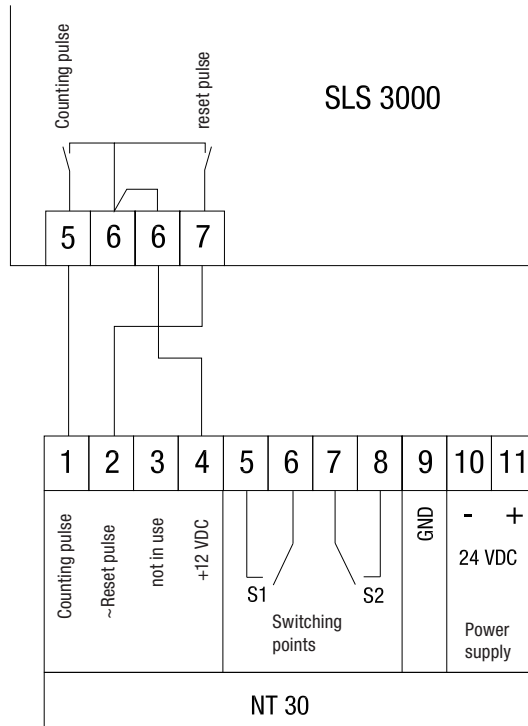 SLS 3000
Counting pulse
reset pulse
5 6 6 7
1 2 3 4 5 6 7 8 9 10 11
Counting pulse
~Reset pulse
not in use
+12 VDC
S1
S2
Switching
points
GND
- +
24 VDC
Power
supply
NT 30